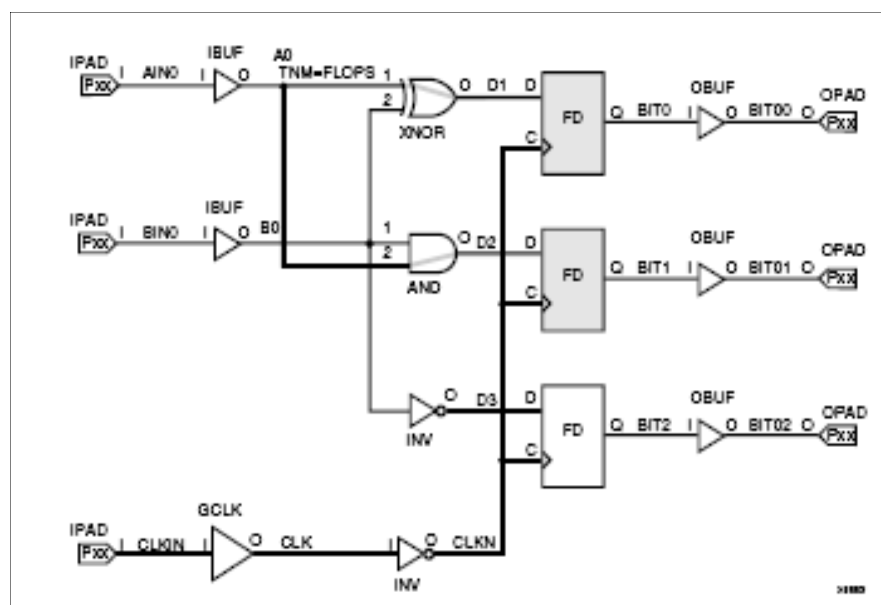 IBUF A0
IPAD I AIN0 I O TNM=FLOPS 1 O D1 D OBUF OPAD
Pxx 2 FD Q BIT0 I O BIT00 O Pxx
XNOR C
IBUF
IPAD I BIN0 I O B0 1 O D2 D OBUF OPAD
Pxx 2 FD Q BIT1 I O BIT01 O Pxx
AND C
O D3 D OBUF OPAD
INV FD Q BIT2 I O BIT02 O Pxx
C
GCLK
IPAD I CLKIN I O CLK I O CLKN
Pxx INV